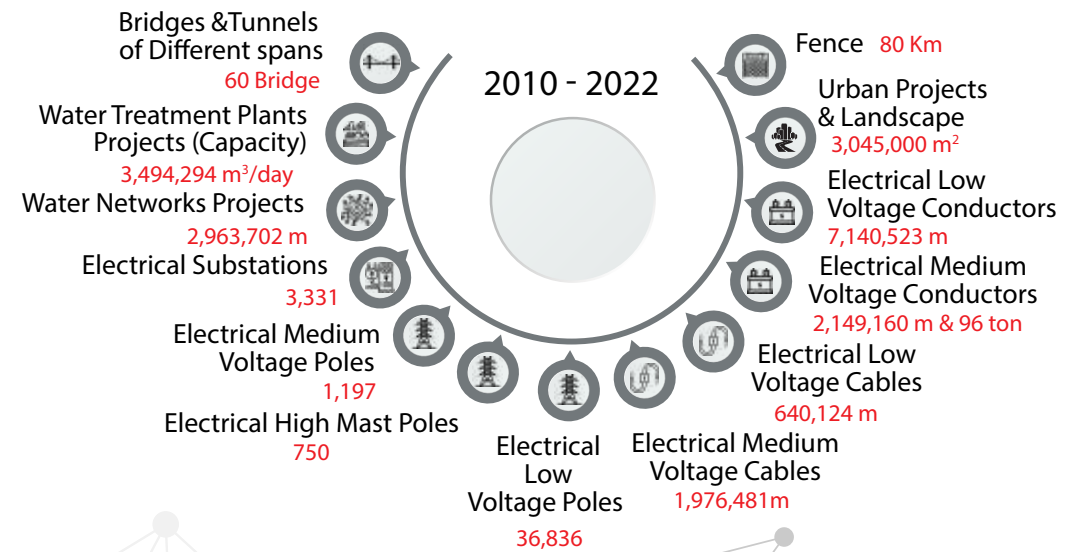 2010 - 2022
Bridges &Tunnels
of Different spans
60 Bridge
Water Treatment Plants
Projects (Capacity)
3,494,294 m³/day
Water Networks Projects
2,963,702 m
Electrical Substations
3,331
Electrical Medium
Voltage Poles
1,197
Electrical High Mast Poles
750
Electrical
Low
Voltage Poles
36,836
Electrical Medium
Voltage Cables
1,976,481m
Electrical Low
Voltage Cables
640,124 m
Electrical Medium
Voltage Conductors
2,149,160 m & 96 ton
Electrical Low
Voltage Conductors
7,140,523 m
Urban Projects
& Landscape
3,045,000 m²
Fence 80 Km